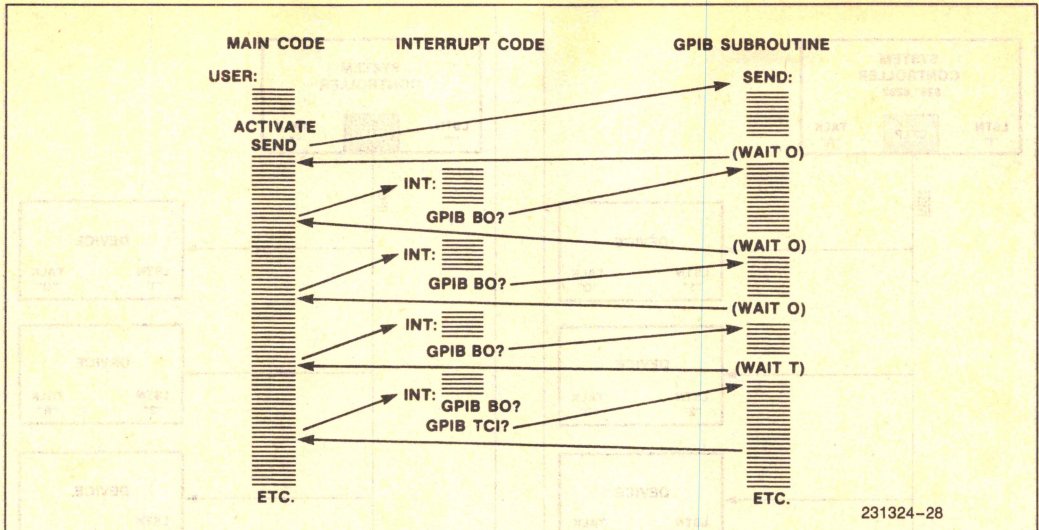 MAIN CODE INTERRUPT CODE GPIB SUBROUTINE
USER: SEND:
ACTIVATE
SEND
(WAIT O)
INT:
GPIB BO?
(WAIT O)
INT:
GPIB BO?
(WAIT O)
INT:
GPIB BO?
(WAIT T)
INT:
GPIB BO?
GPIB TCI?
ETC. ETC.
231324–28